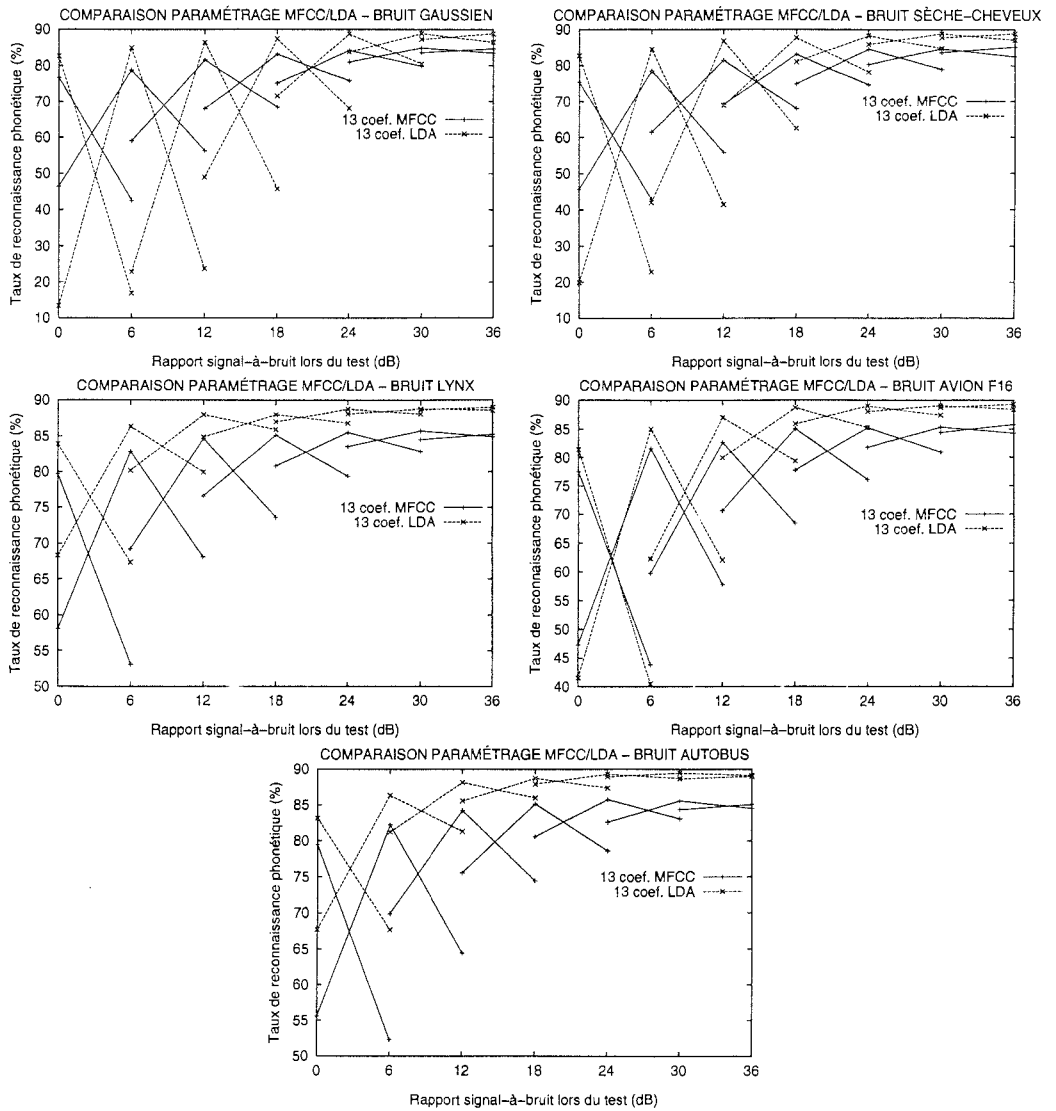 COMPARAISON PARAMÉTRAGE MFCC/LDA – BRUIT GAUSSIEN
Taux de reconnaissance phonétique (%)
90
80
70
60
50
40
30
20
10
13 coef. MFCC
13 coef. LDA
0 6 12 18 24 30 36
Rapport signal–à–bruit lors du test (dB)
COMPARAISON PARAMÉTRAGE MFCC/LDA – BRUIT SÈCHE–CHEVEUX
Taux de reconnaissance phonétique (%)
90
80
70
60
50
40
30
20
10
13 coef. MFCC
13 coef. LDA
0 6 12 18 24 30 36
Rapport signal–à–bruit lors du test (dB)
COMPARAISON PARAMÉTRAGE MFCC/LDA – BRUIT LYNX
Taux de reconnaissance phonétique (%)
90
85
80
75
70
65
60
55
50
13 coef. MFCC
13 coef. LDA
0 6 12 18 24 30 36
Rapport signal–à–bruit lors du test (dB)
COMPARAISON PARAMÉTRAGE MFCC/LDA – BRUIT AVION F16
Taux de reconnaissance phonétique (%)
90
85
80
75
70
65
60
55
50
45
40
13 coef. MFCC
13 coef. LDA
0 6 12 18 24 30 36
Rapport signal–à–bruit lors du test (dB)
COMPARAISON PARAMÉTRAGE MFCC/LDA – BRUIT AUTOBUS
Taux de reconnaissance phonétique (%)
90
85
80
75
70
65
60
55
50
13 coef. MFCC
13 coef. LDA
0 6 12 18 24 30 36
Rapport signal–à–bruit lors du test (dB)